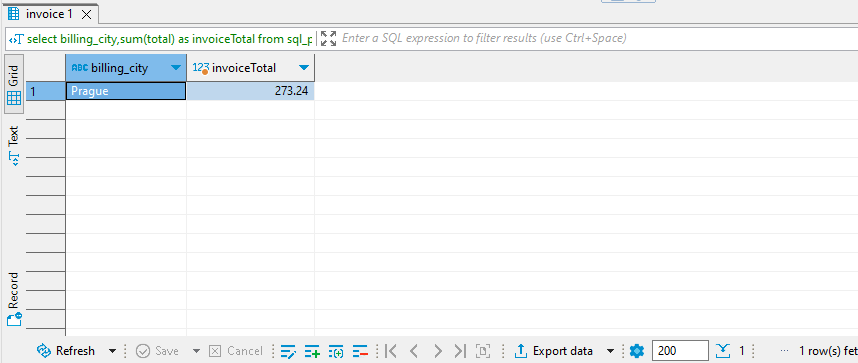 invoice 1
select billing_city,sum(total) as invoiceTotal from sql_p
Enter a SQL expression to filter results (use Ctrl+Space)
Grid
Text
Record
ABC billing_city
123 invoiceTotal
1 Prague 273.24
Refresh Save Cancel Export data 200 1 1 row(s) fet